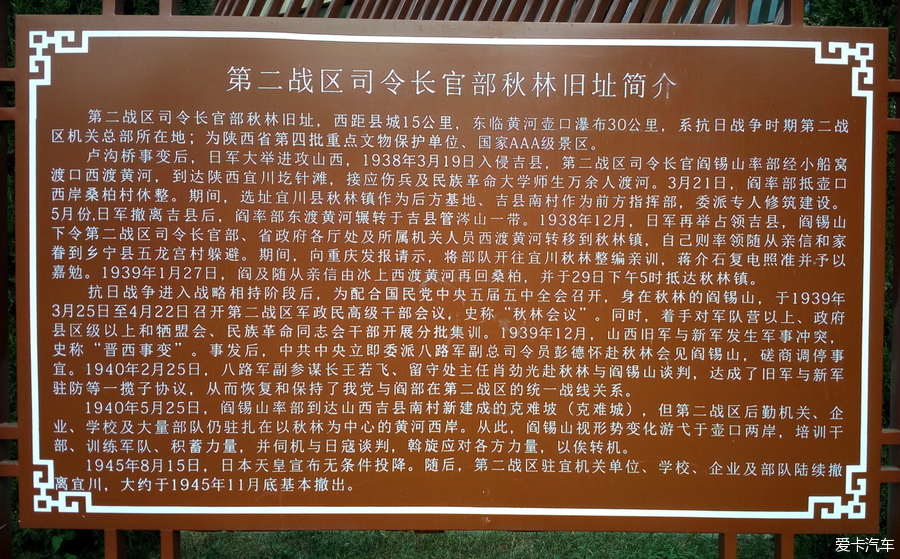 第二战区司令长官部秋林旧址简介
第二战区司令长官部秋林旧址，西距县城15公里，东临黄河壶口瀑布30公里，系抗日战争时期第二战
区机关总部所在地；为陕西省第四批重点文物保护单位、国家AAA级景区。
卢沟桥事变后，日军大举进攻山西，1938年3月19日入侵吉县，第二战区司令长官阎锡山率部经小船窝
渡口西渡黄河，到达陕西宜川圪针滩，接应伤兵及民族革命大学师生万余人渡河。3月21日，阎率部抵壶口
西岸桑柏村休整。期间，选址宜川县秋林镇作为后方基地、吉县南村作为前方指挥部，委派专人修筑建设。
5月份,日军撤离吉县后，阎率部东渡黄河辗转于吉县管涔山一带。1938年12月，日军再举占领吉县，阎锡山
下令第二战区司令长官部、省政府各厅处及所属机关人员西渡黄河转移到秋林镇，自己则率领随从亲信和家
眷到乡宁县五龙宫村躲避。期间，向重庆发报请示，将部队开往宜川秋林整编亲训，蒋介石复电照准并予以
嘉勉。1939年1月27日，阎及随从亲信由冰上西渡黄河再回桑柏，并于29日下午5时抵达秋林镇。
抗日战争进入战略相持阶段后，为配合国民党中央五届五中全会召开，身在秋林的阎锡山，于1939年
3月25日至4月22日召开第二战区军政民高级干部会议，史称“秋林会议”。同时，着手对军队营以上、政府
县区级以上和牺盟会、民族革命同志会干部开展分批集训。1939年12月，山西旧军与新军发生军事冲突，
史称“晋西事变”。事发后，中共中央立即委派八路军副总司令员彭德怀赴秋林会见阎锡山，磋商调停事
宜。1940年2月25日，八路军副参谋长王若飞、留守处主任肖劲光赴秋林与阎锡山谈判，达成了旧军与新军
驻防等一揽子协议，从而恢复和保持了我党与阎部在第二战区的统一战线关系。
1940年5月25日，阎锡山率部到达山西吉县南村新建成的克难坡（克难城），但第二战区后勤机关、企
业、学校及大量部队仍驻扎在以秋林为中心的黄河西岸。从此，阎锡山视形势变化游弋于壶口两岸，培训干
部、训练军队、积蓄力量，并伺机与日寇谈判，斡旋应对各方力量，以俟转机。
1945年8月15日，日本天皇宣布无条件投降。随后，第二战区驻宜机关单位、学校、企业及部队陆续撤
离宜川，大约于1945年11月底基本撤出。
爱卡汽车